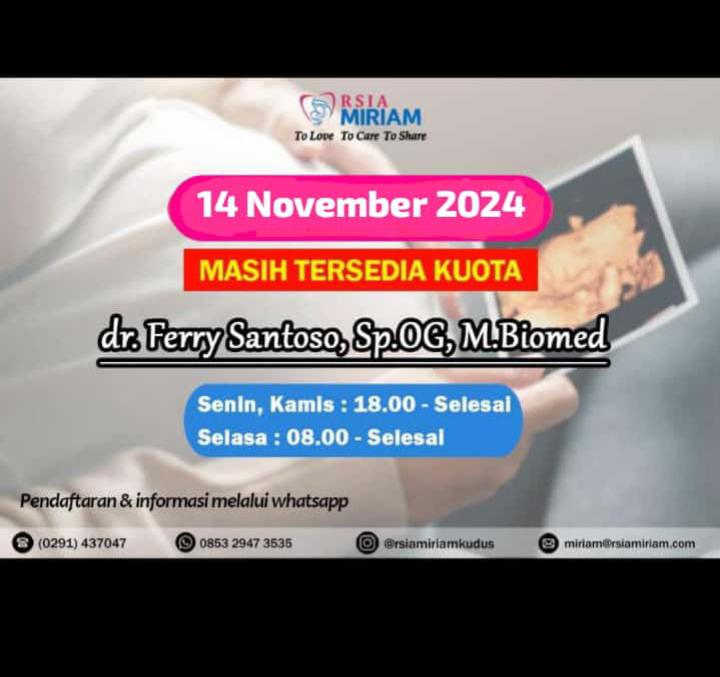 RSIA
MIRIAM
To Love To Care To Share
14 November 2024
MASIH TERSEDIA KUOTA
dr. Ferry Santoso, Sp.OG, M.Biomed
Senin, Kamis : 18.00 - Selesai
Selasa : 08.00 - Selesai
Pendaftaran & informasi melalui whatsapp
(0291) 437047 0853 2947 3535 @rsiamiriamkudus miriam@rsiamiriam.com